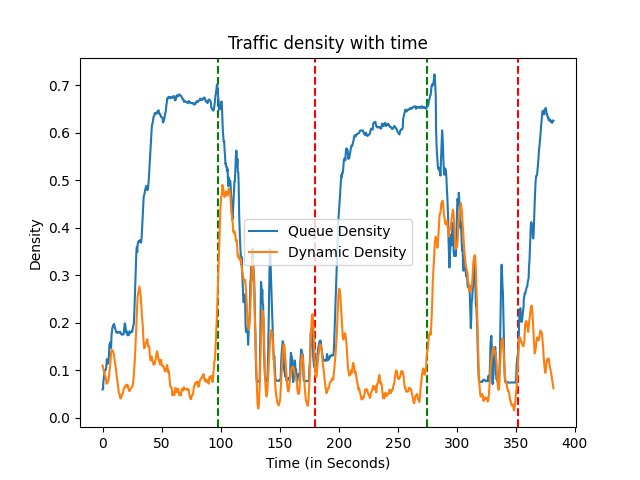 Traffic density with time
Density
0.7
0.6
0.5
0.4
0.3
0.2
0.1
0.0
Queue Density
Dynamic Density
0 50 100 150 200 250 300 350 400
Time (in Seconds)